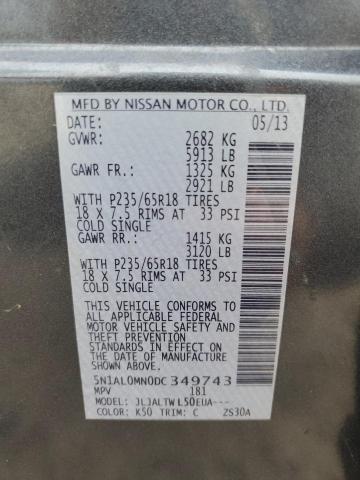 MFD BY NISSAN MOTOR CO., LTD.
DATE: 05/13
GVWR: 2682 KG
5913 LB
GAWR FR.: 1325 KG
2921 LB
WITH P235/65R18 TIRES
18 X 7.5 RIMS AT 33 PSI
COLD SINGLE
GAWR RR.: 1415 KG
3120 LB
WITH P235/65R18 TIRES
18 X 7.5 RIMS AT 33 PSI
COLD SINGLE
THIS VEHICLE CONFORMS TO
ALL APPLICABLE FEDERAL
MOTOR VEHICLE SAFETY AND
AND THEFT PREVENTION
STANDARDS IN EFFECT ON
THE DATE OF MANUFACTURE
SHOWN ABOVE.
5N1AL0MN0DC349743
MPV 181
MODEL: JLJALTWL50EUA---
COLOR: K50 TRIM: C ZS30A